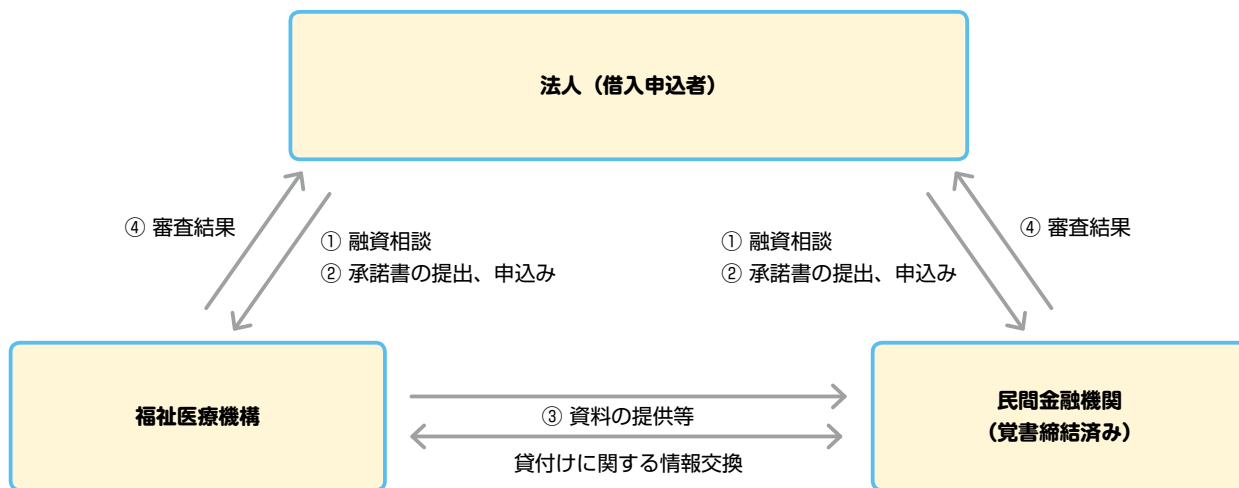 法人（借入申込者）
④ 審査結果
① 融資相談
② 承諾書の提出、申込み
① 融資相談
② 承諾書の提出、申込み
④ 審査結果
福祉医療機構
③ 資料の提供等
貸付けに関する情報交換
民間金融機関
（覚書締結済み）